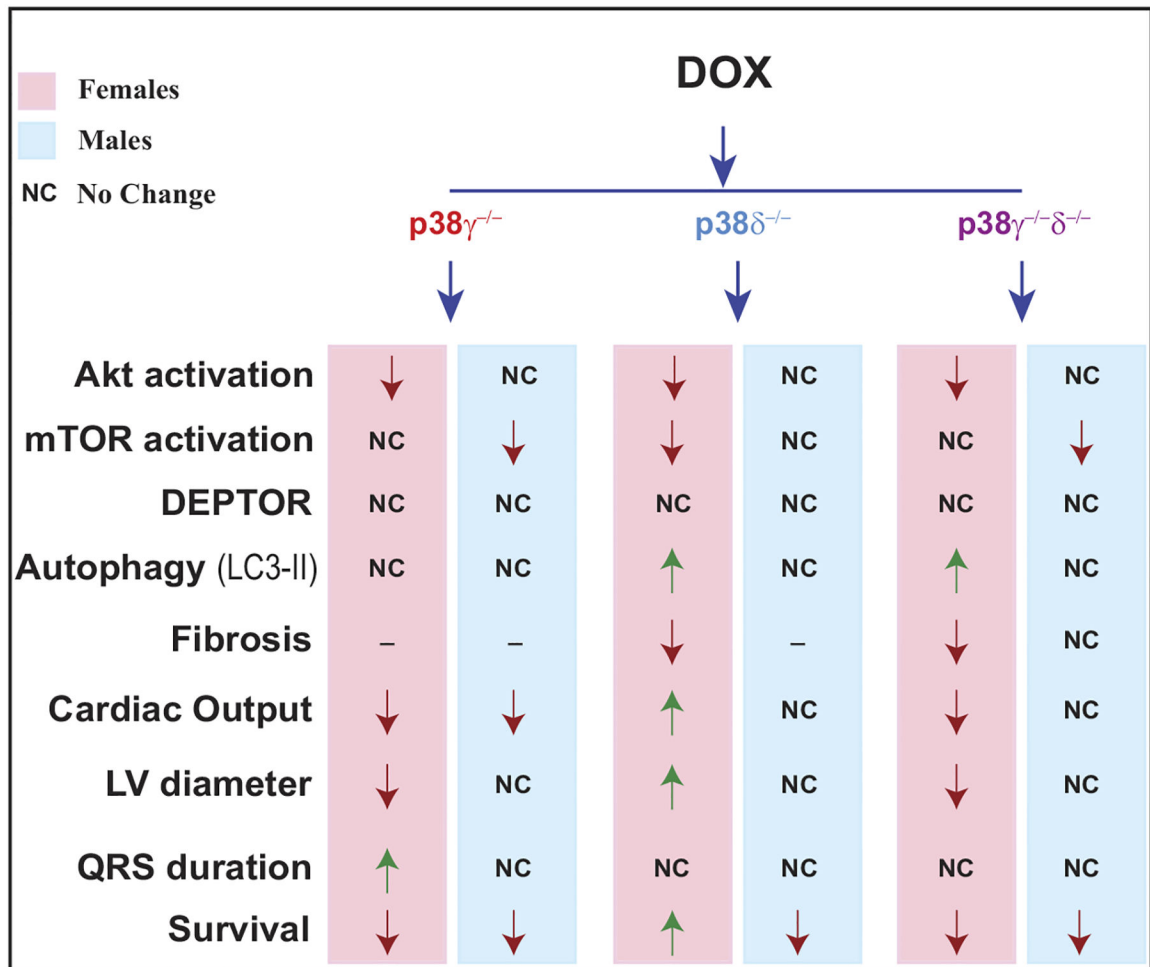 DOX
Females
Males
NC No Change
p38γ⁻/⁻ p38δ⁻/⁻ p38γ⁻/⁻δ⁻/⁻
Akt activation ↓ NC ↓ NC ↓ NC
mTOR activation NC ↓ ↓ NC NC ↓
DEPTOR NC NC NC NC NC NC
Autophagy (LC3-II) NC NC ↑ NC ↑ NC
Fibrosis – – ↓ – ↓ NC
Cardiac Output ↓ ↓ ↑ NC ↓ NC
LV diameter ↓ NC ↑ NC ↓ NC
QRS duration ↑ NC NC NC NC NC
Survival ↓ ↓ ↑ ↓ ↓ ↓